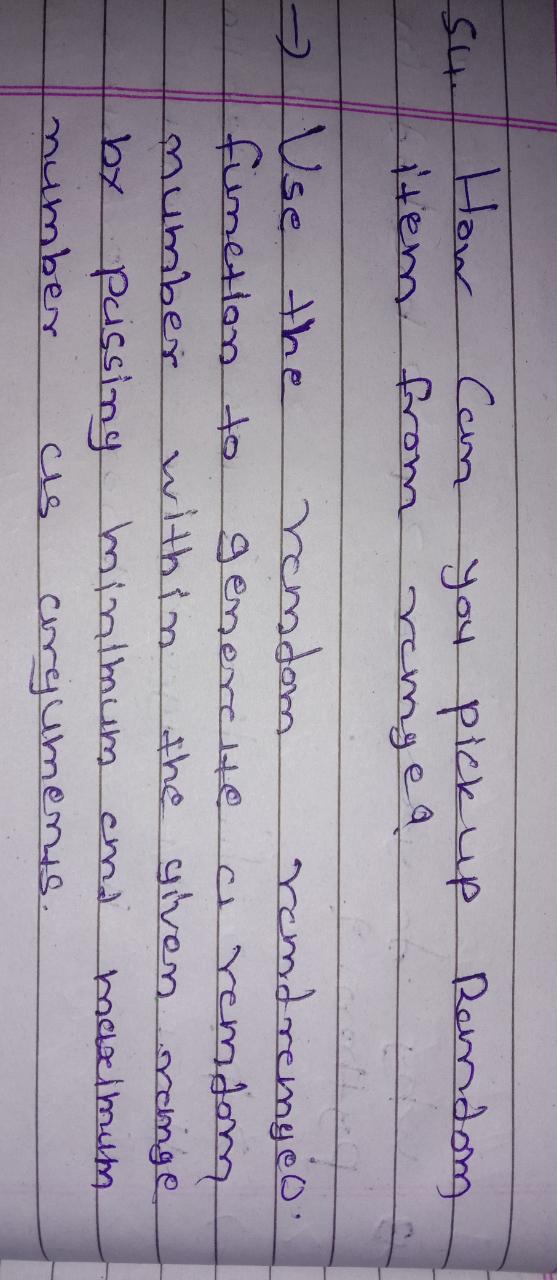 54. How Can you pickup Random
item from range?
→ Use the random randrange().
function to generate a random
number within the given range
by passing minimum and maximum
number as arguments.